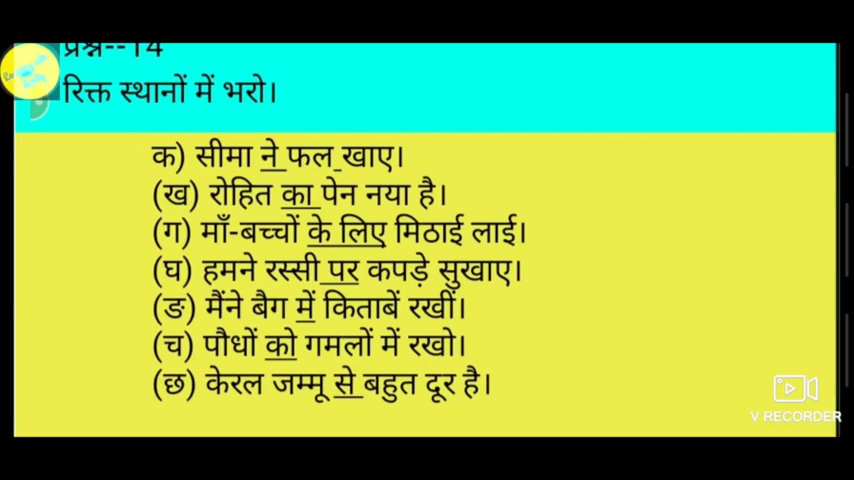 प्रश्न--14
रिक्त स्थानों में भरो।
क) सीमा ने फल खाए।
(ख) रोहित का पेन नया है।
(ग) माँ-बच्चों के लिए मिठाई लाई।
(घ) हमने रस्सी पर कपड़े सुखाए।
(ङ) मैंने बैग में किताबें रखीं।
(च) पौधों को गमलों में रखो।
(छ) केरल जम्मू से बहुत दूर है।
V RECORDER